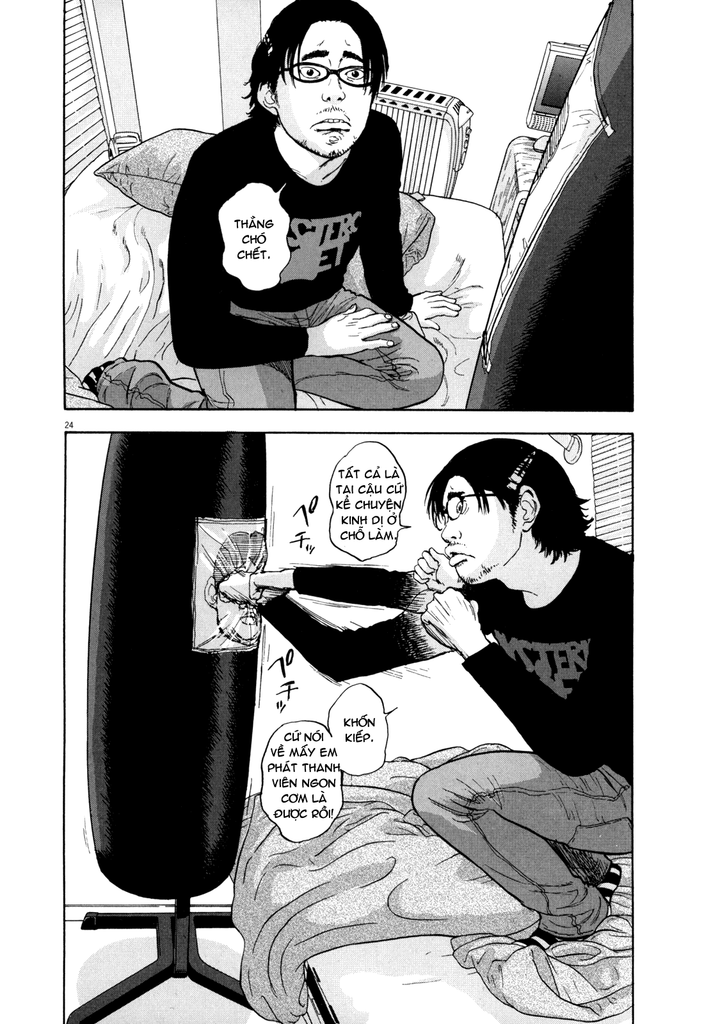 THẰNG
CHÓ
CHẾT.
24
TẤT CẢ LÀ
TẠI CẬU CỨ
KỂ CHUYỆN
KINH DỊ Ở
CHỖ LÀM.
プチッ
プチッ
KHỐN
KIẾP.
CỨ NÓI
VỀ MẤY EM
PHÁT THANH
VIÊN NGON
CƠM LÀ
ĐƯỢC RỒI!